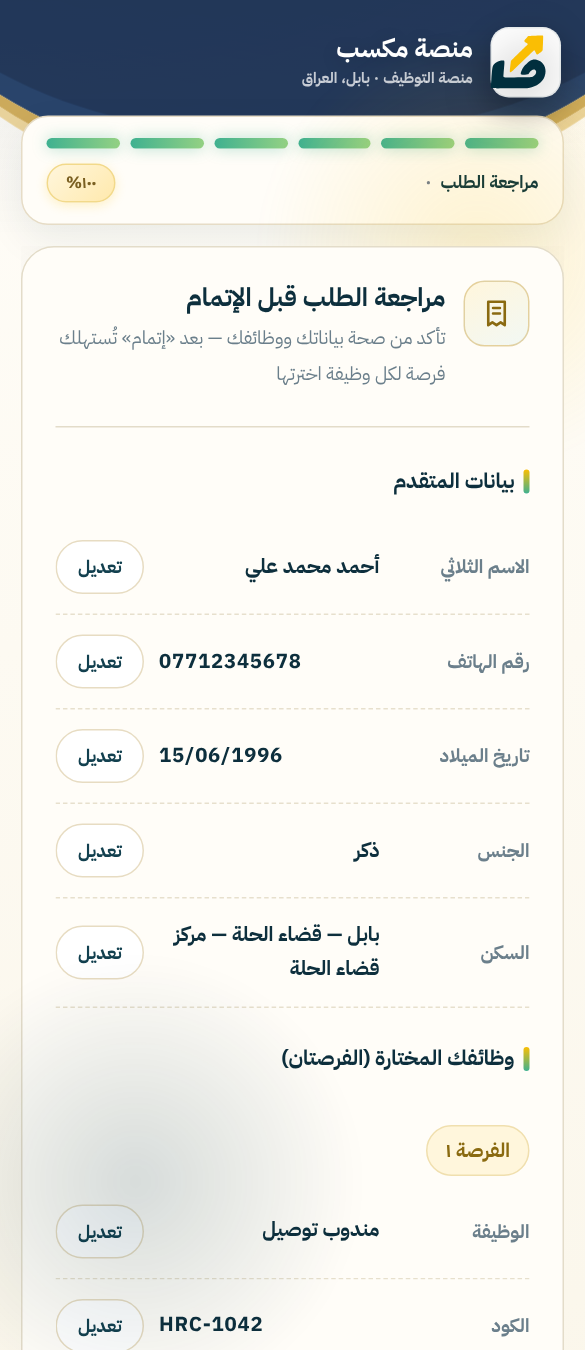 منصة مكسب
منصة التوظيف · بابل، العراق
مراجعة الطلب ·
١٠٠%
مراجعة الطلب قبل الإتمام
تأكد من صحة بياناتك ووظائفك — بعد «إتمام» تُستهلك
فرصة لكل وظيفة اخترتها
بيانات المتقدم
الاسم الثلاثي أحمد محمد علي تعديل
رقم الهاتف 07712345678 تعديل
تاريخ الميلاد 15/06/1996 تعديل
الجنس ذكر تعديل
السكن بابل — قضاء الحلة — مركز
قضاء الحلة تعديل
وظائفك المختارة (الفرصتان)
الفرصة ١
الوظيفة مندوب توصيل تعديل
الكود HRC-1042 تعديل